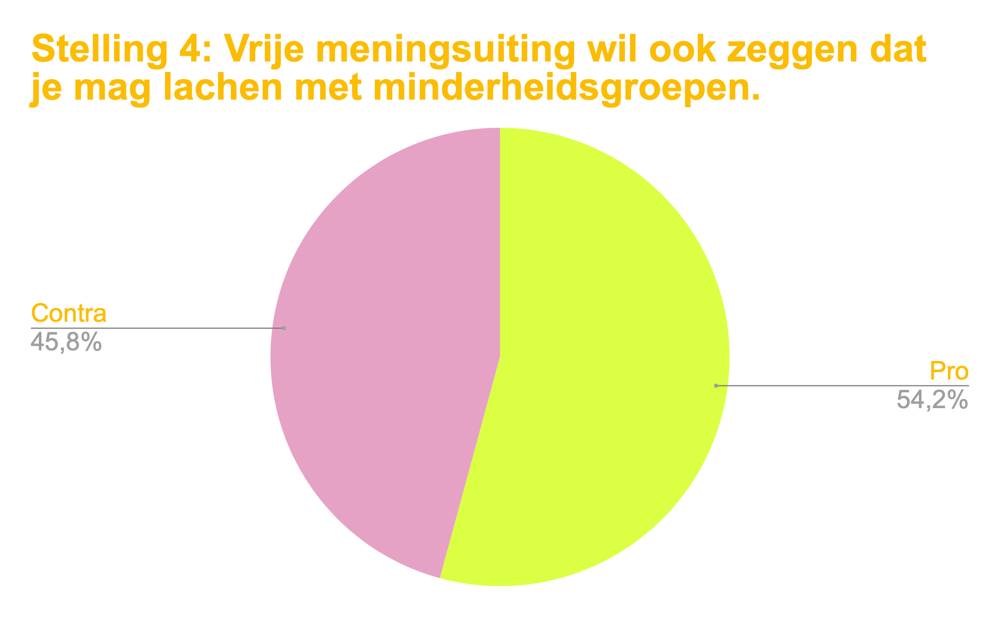 Stelling 4: Vrije meningsuiting wil ook zeggen dat
je mag lachen met minderheidsgroepen.
Contra
45,8%
Pro
54,2%